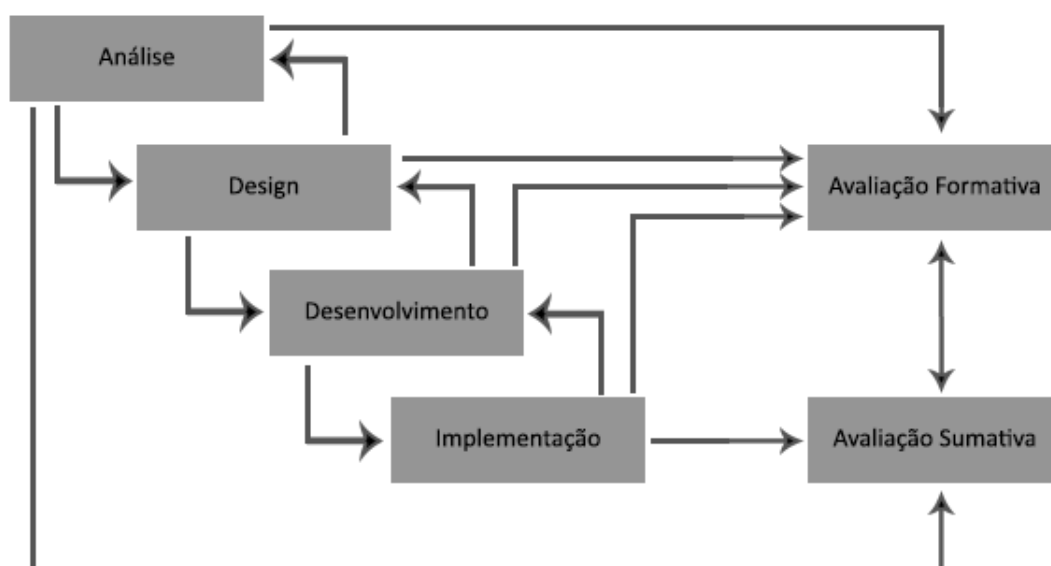 Análise
Design
Avaliação Formativa
Desenvolvimento
Implementação
Avaliação Sumativa